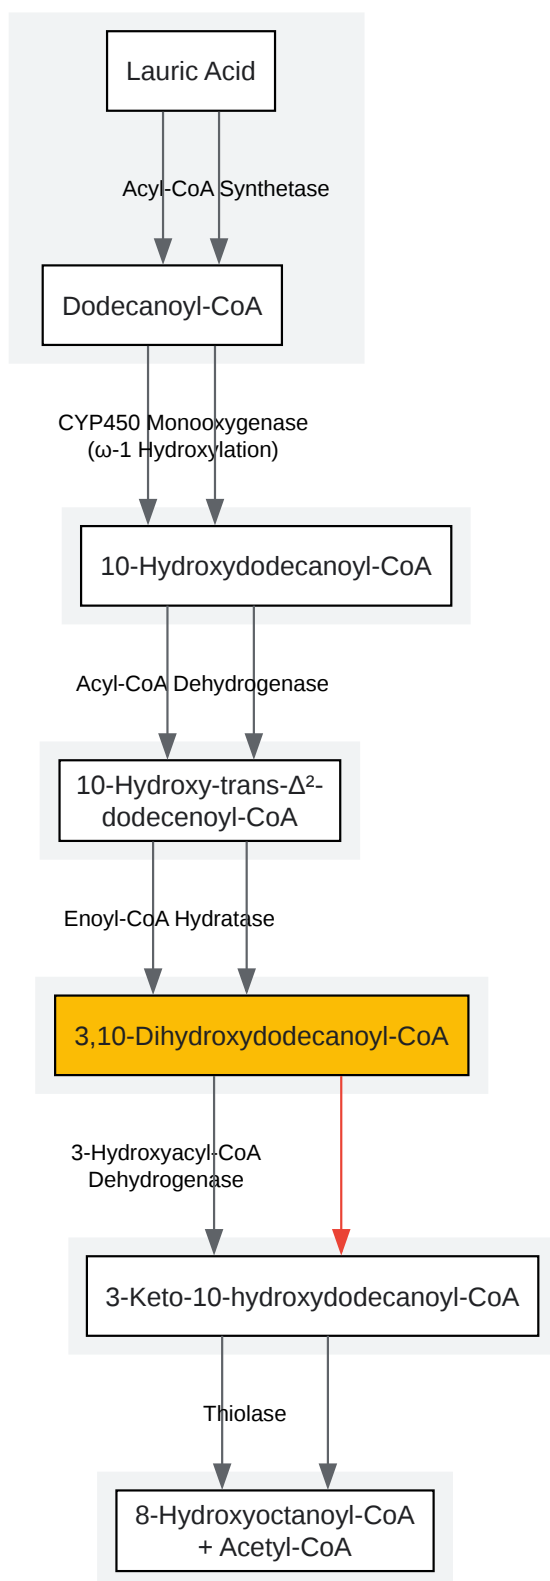 Lauric Acid
Acyl-CoA Synthetase
Dodecanoyl-CoA
CYP450 Monooxygenase
(ω-1 Hydroxylation)
10-Hydroxydodecanoyl-CoA
Acyl-CoA Dehydrogenase
10-Hydroxy-trans-Δ²-
dodecenoyl-CoA
Enoyl-CoA Hydratase
3,10-Dihydroxydodecanoyl-CoA
3-Hydroxyacyl-CoA
Dehydrogenase
3-Keto-10-hydroxydodecanoyl-CoA
Thiolase
8-Hydroxyoctanoyl-CoA
+ Acetyl-CoA